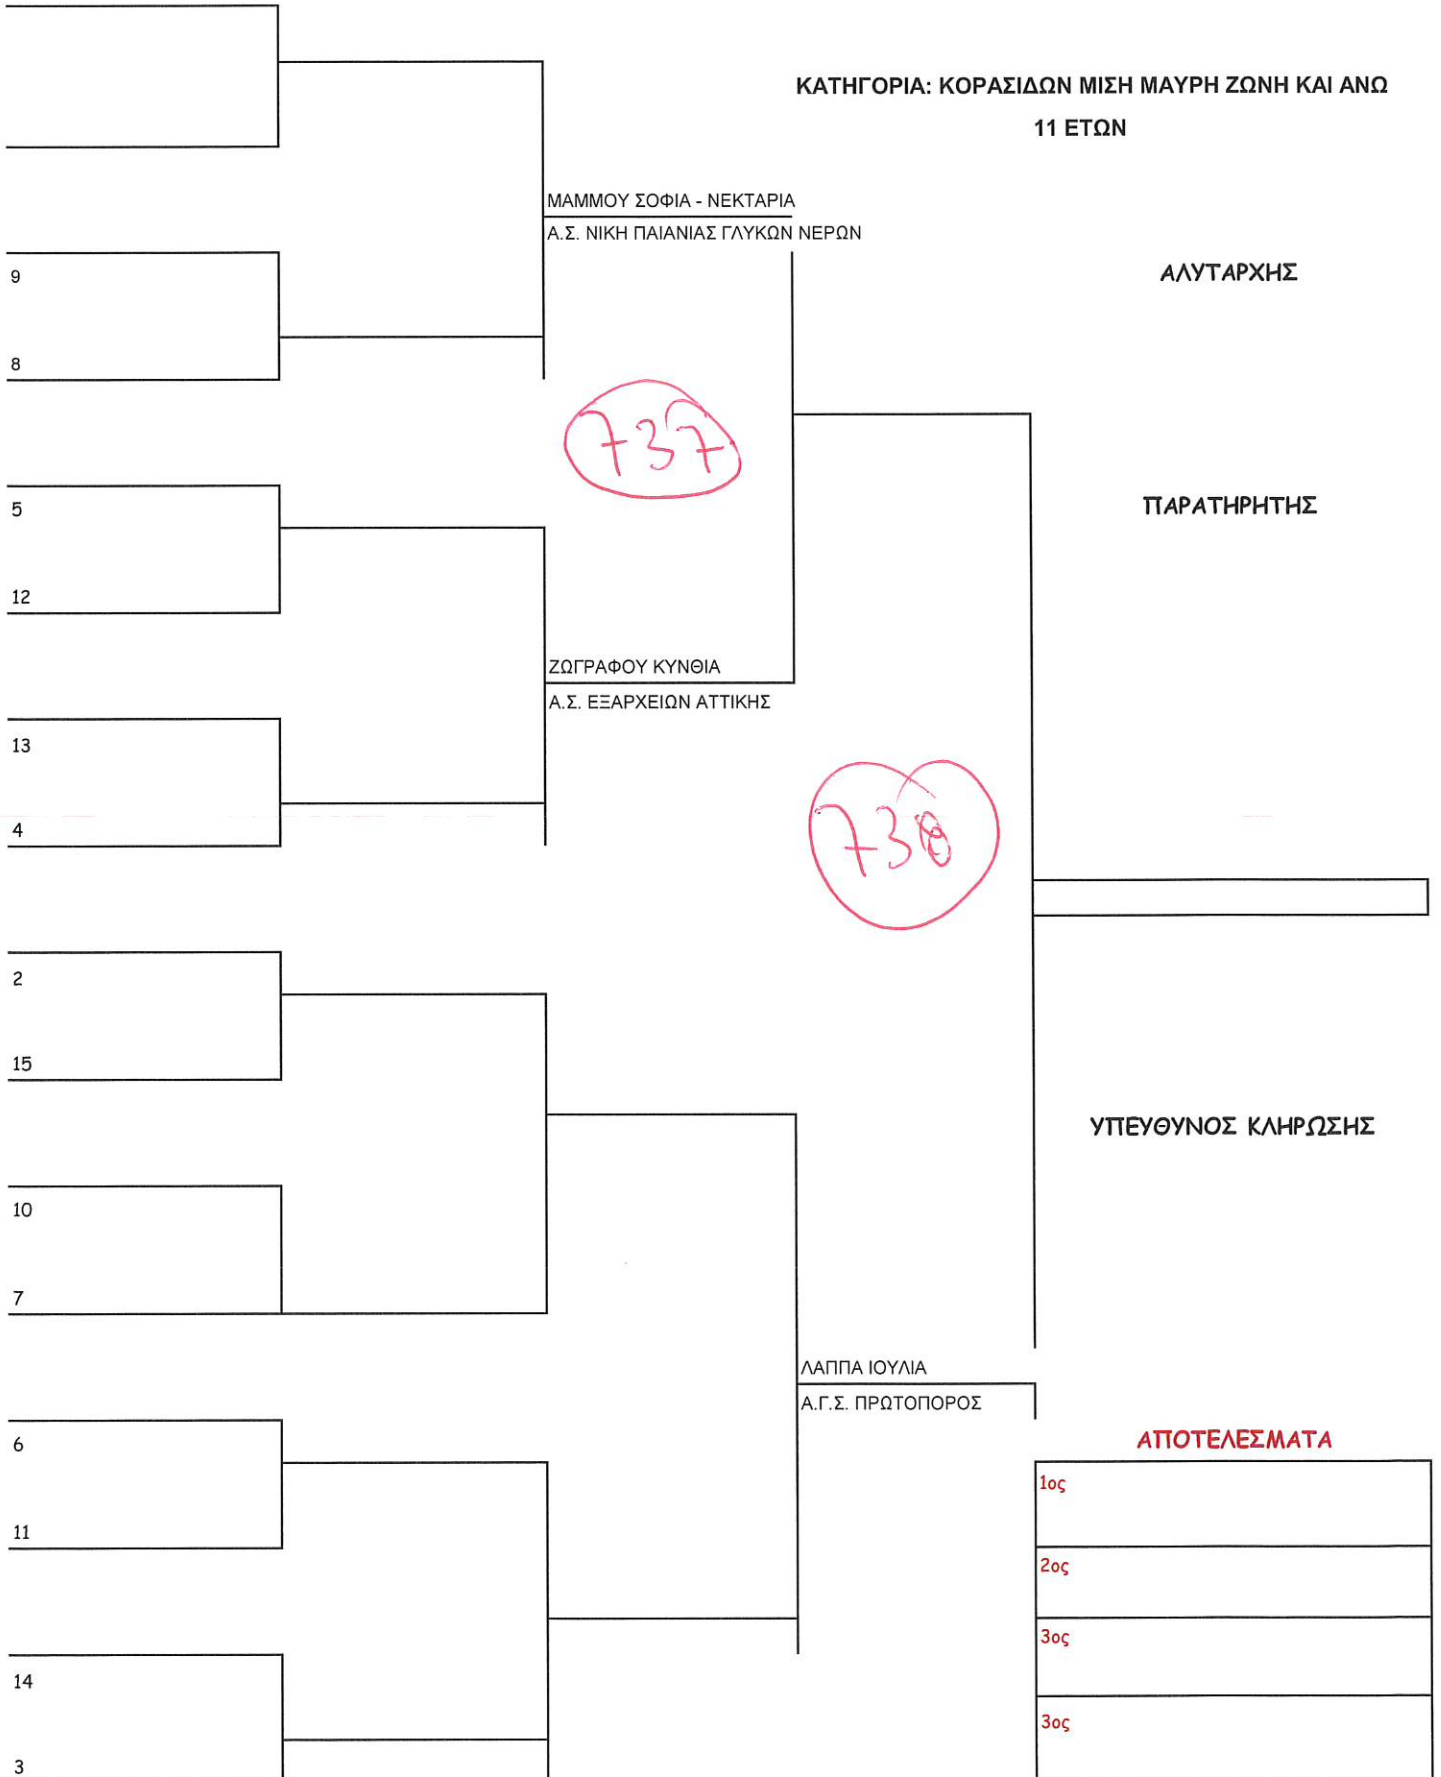 ΚΑΤΗΓΟΡΙΑ: ΚΟΡΑΣΙΔΩΝ ΜΙΣΗ ΜΑΥΡΗ ΖΩΝΗ ΚΑΙ ΑΝΩ
11 ΕΤΩΝ
ΜΑΜΜΟΥ ΣΟΦΙΑ - ΝΕΚΤΑΡΙΑ
Α.Σ. ΝΙΚΗ ΠΑΙΑΝΙΑΣ ΓΛΥΚΩΝ ΝΕΡΩΝ
ΑΛΥΤΑΡΧΗΣ
9
8
737
5
ΠΑΡΑΤΗΡΗΤΗΣ
12
ΖΩΓΡΑΦΟΥ ΚΥΝΘΙΑ
Α.Σ. ΕΞΑΡΧΕΙΩΝ ΑΤΤΙΚΗΣ
13
4
738
2
15
ΥΠΕΥΘΥΝΟΣ ΚΛΗΡΩΣΗΣ
10
7
ΛΑΠΠΑ ΙΟΥΛΙΑ
Α.Γ.Σ. ΠΡΩΤΟΠΟΡΟΣ
6
ΑΠΟΤΕΛΕΣΜΑΤΑ
1ος
11
2ος
3ος
14
3ος
3